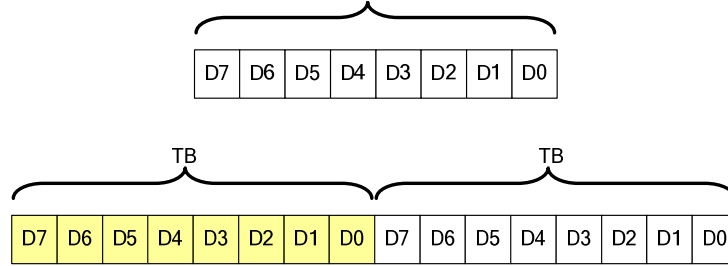 D7 D6 D5 D4 D3 D2 D1 D0
TB TB
D7 D6 D5 D4 D3 D2 D1 D0 D7 D6 D5 D4 D3 D2 D1 D0